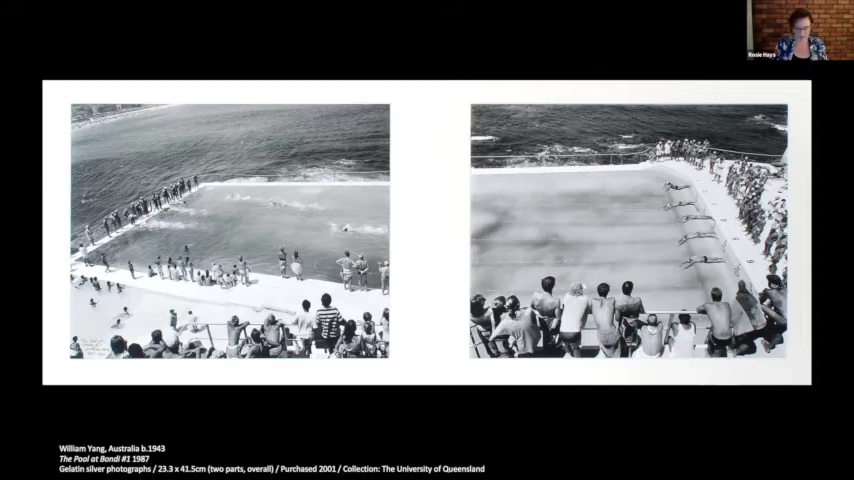 Rosie Hays
William Yang, Australia b.1943
The Pool at Bondi #1 1987
Gelatin silver photographs / 23.3 x 41.5cm (two parts, overall) / Purchased 2001 / Collection: The University of Queensland